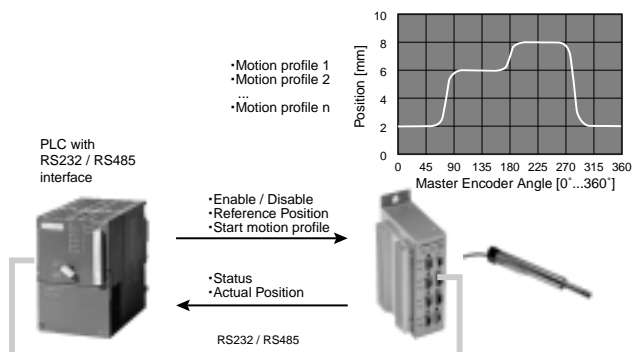 ・Motion profile 1
・Motion profile 2
...
・Motion profile n
Position [mm]
10
8
6
4
2
0
0 45 90 135 180 225 270 315 360
Master Encoder Angle [0°...360°]
PLC with
RS232 / RS485
interface
・Enable / Disable
・Reference Position
・Start motion profile
・Status
・Actual Position
RS232 / RS485